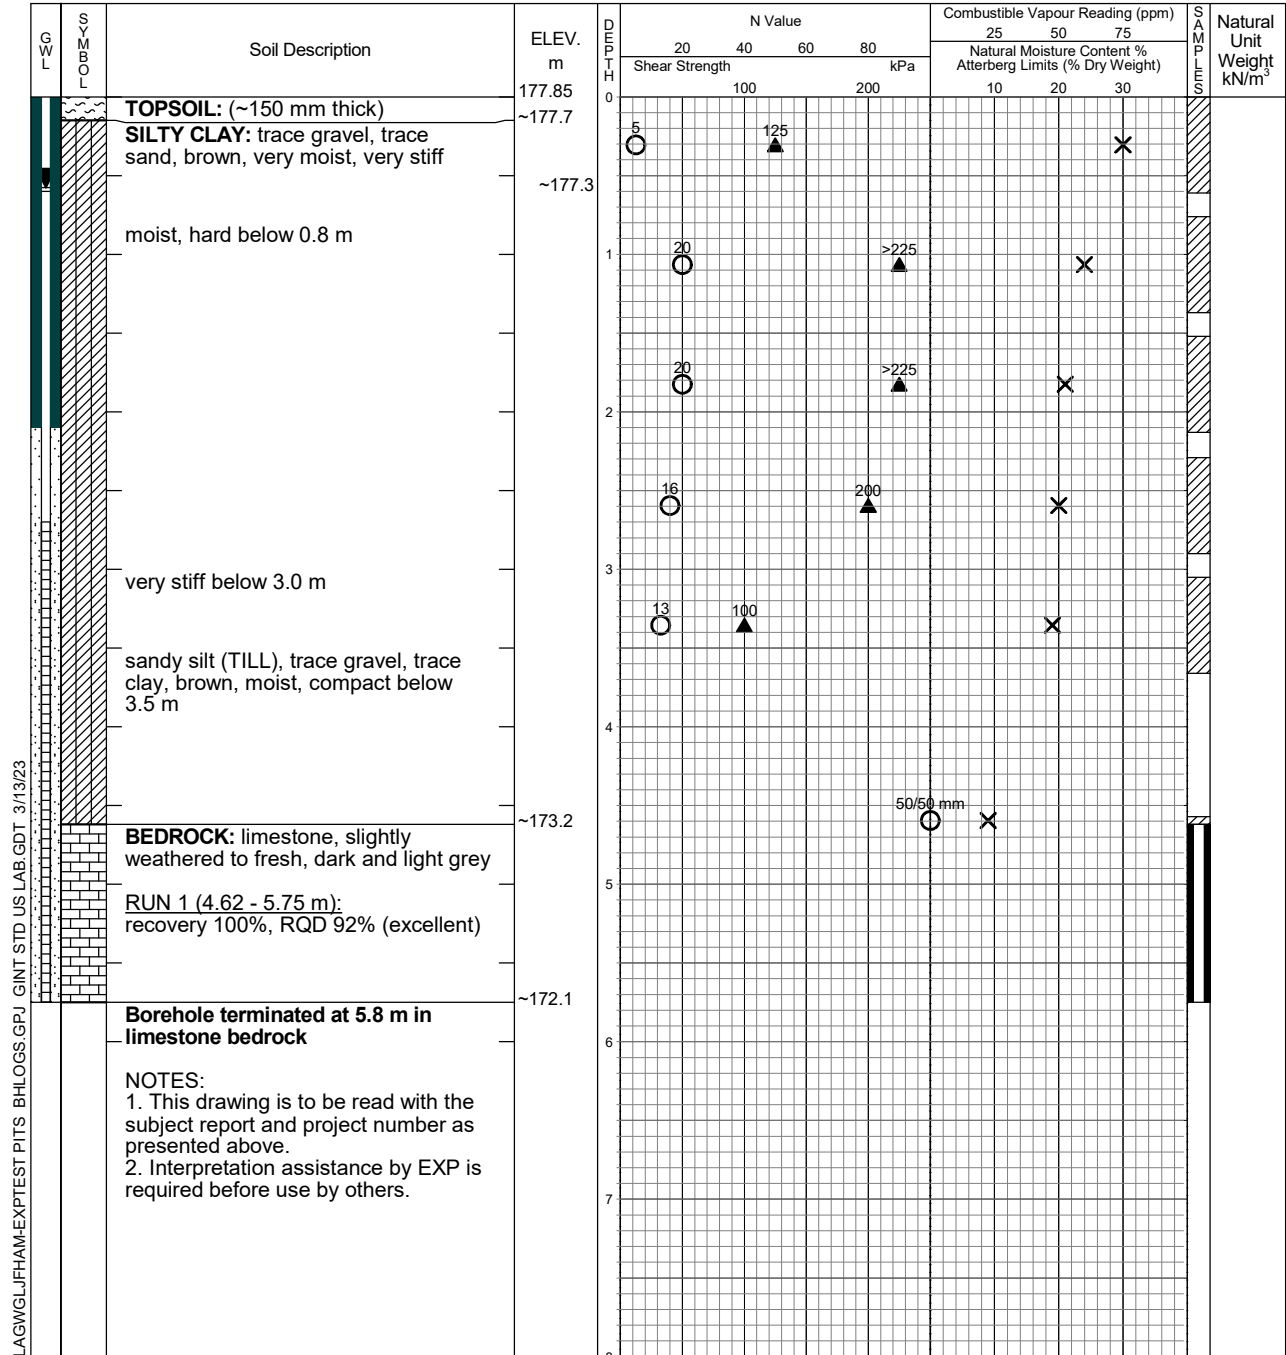 GWL
SYMBOL
Soil Description
ELEV.
m
177.85
DEPTH
N Value
20 40 60 80
Shear Strength kPa
100 200
Combustible Vapour Reading (ppm)
25 50 75
Natural Moisture Content %
Atterberg Limits (% Dry Weight)
10 20 30
SAMPLES
Natural
Unit
Weight
kN/m³
0
TOPSOIL: (~150 mm thick)
~177.7
SILTY CLAY: trace gravel, trace
sand, brown, very moist, very stiff
5 125
~177.3
moist, hard below 0.8 m
20 >225
1
20 >225
2
16 200
3
very stiff below 3.0 m
13 100
sandy silt (TILL), trace gravel, trace
clay, brown, moist, compact below
3.5 m
4
50/50 mm
~173.2
BEDROCK: limestone, slightly
weathered to fresh, dark and light grey
5
RUN 1 (4.62 - 5.75 m):
recovery 100%, RQD 92% (excellent)
~172.1
Borehole terminated at 5.8 m in
limestone bedrock
6
NOTES:
1. This drawing is to be read with the
subject report and project number as
presented above.
2. Interpretation assistance by EXP is
required before use by others.
7
LAGWGLJFHAM-EXPTEST PITS BHLOGS.GPJ GINT STD US LAB.GDT 3/13/23